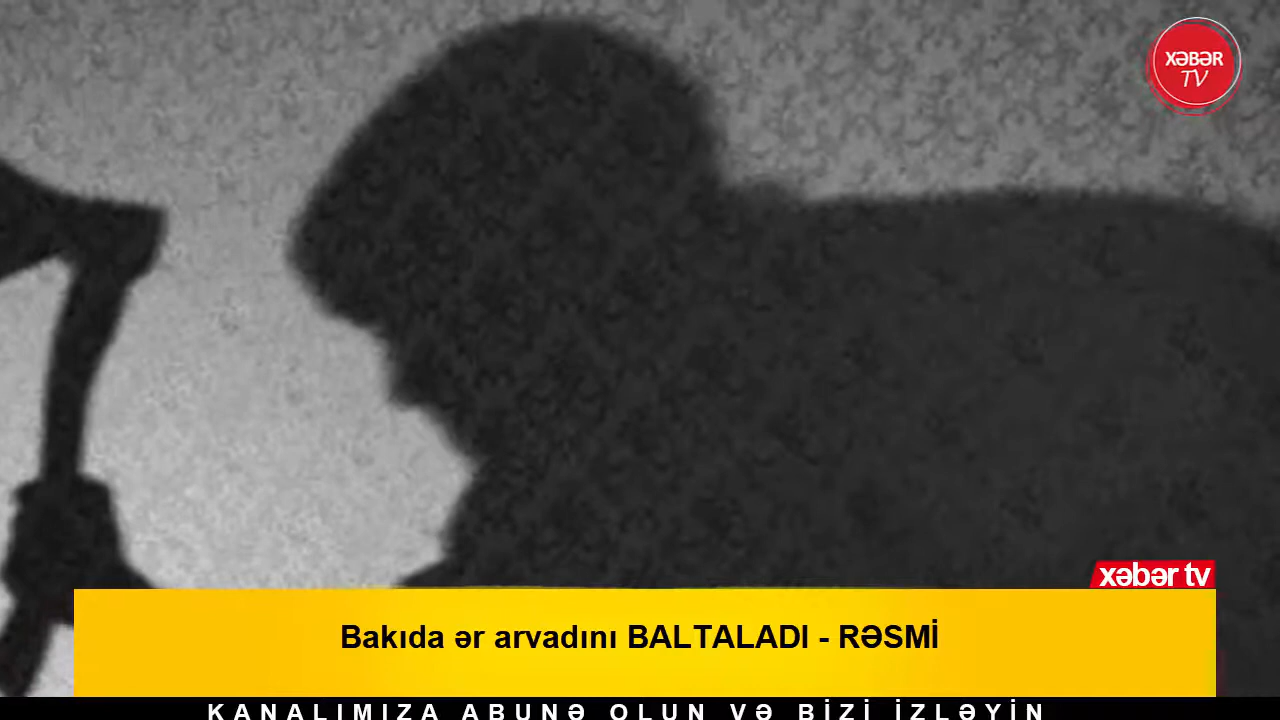 XƏBƏR
TV
xəbər tv
Bakıda ər arvadını BALTALADI - RƏSMİ
KANALIMIZA ABUNƏ OLUN VƏ BİZİ İZLƏYİN